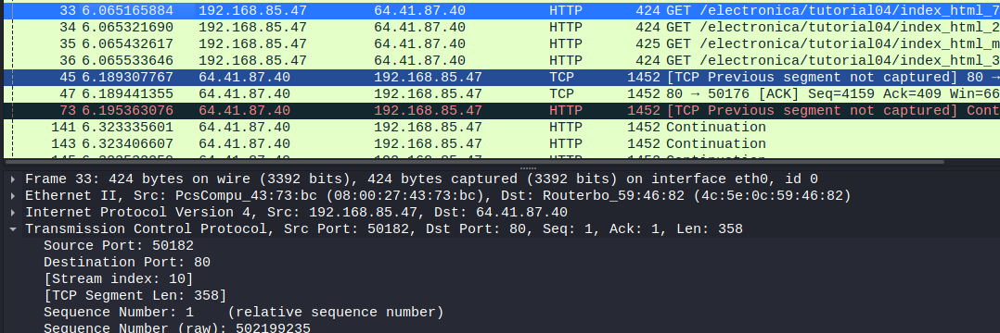 33 6.065165884 192.168.85.47 64.41.87.40 HTTP 424 GET /electronica/tutorial04/index_html_7
34 6.065321690 192.168.85.47 64.41.87.40 HTTP 424 GET /electronica/tutorial04/index_html_2
35 6.065432617 192.168.85.47 64.41.87.40 HTTP 425 GET /electronica/tutorial04/index_html_m
36 6.065533646 192.168.85.47 64.41.87.40 HTTP 424 GET /electronica/tutorial04/index_html_3
45 6.189307767 64.41.87.40 192.168.85.47 TCP 1452 [TCP Previous segment not captured] 80 →
47 6.189441355 64.41.87.40 192.168.85.47 TCP 1452 80 → 50176 [ACK] Seq=4159 Ack=409 Win=66
73 6.195363076 64.41.87.40 192.168.85.47 HTTP 1452 [TCP Previous segment not captured] Cont
141 6.323335601 64.41.87.40 192.168.85.47 HTTP 1452 Continuation
143 6.323406607 64.41.87.40 192.168.85.47 HTTP 1452 Continuation
Frame 33: 424 bytes on wire (3392 bits), 424 bytes captured (3392 bits) on interface eth0, id 0
Ethernet II, Src: PcsCompu_43:73:bc (08:00:27:43:73:bc), Dst: Routerbo_59:46:82 (4c:5e:0c:59:46:82)
Internet Protocol Version 4, Src: 192.168.85.47, Dst: 64.41.87.40
Transmission Control Protocol, Src Port: 50182, Dst Port: 80, Seq: 1, Ack: 1, Len: 358
Source Port: 50182
Destination Port: 80
[Stream index: 10]
[TCP Segment Len: 358]
Sequence Number: 1 (relative sequence number)
Sequence Number (raw): 502199235